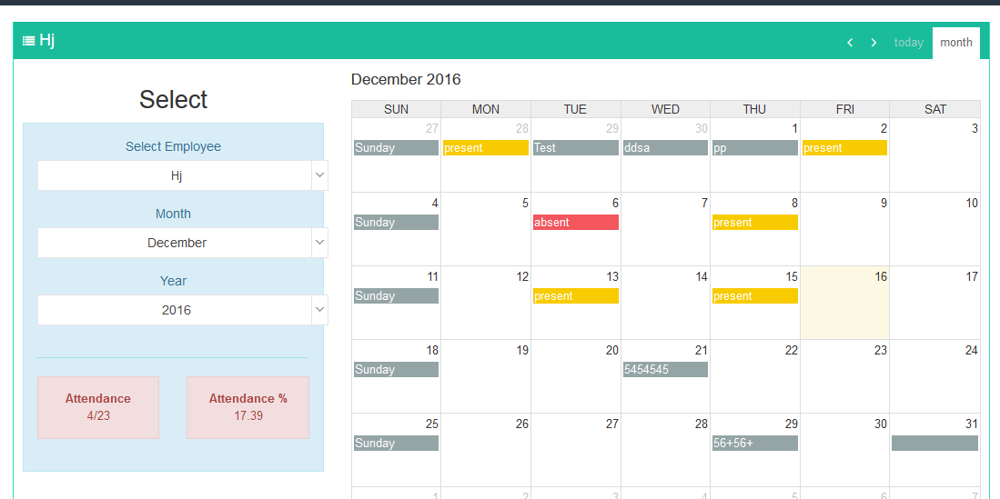 Hj
today month
Select
Select Employee
Hj
Month
December
Year
2016
Attendance
4/23
Attendance %
17.39
December 2016
SUN MON TUE WED THU FRI SAT
27 28 29 30 1 2 3
Sunday present Test ddsa pp present
4 5 6 7 8 9 10
Sunday absent present
11 12 13 14 15 16 17
Sunday present present
18 19 20 21 22 23 24
Sunday 5454545
25 26 27 28 29 30 31
Sunday 56+56+
1 2 3 4 5 6 7